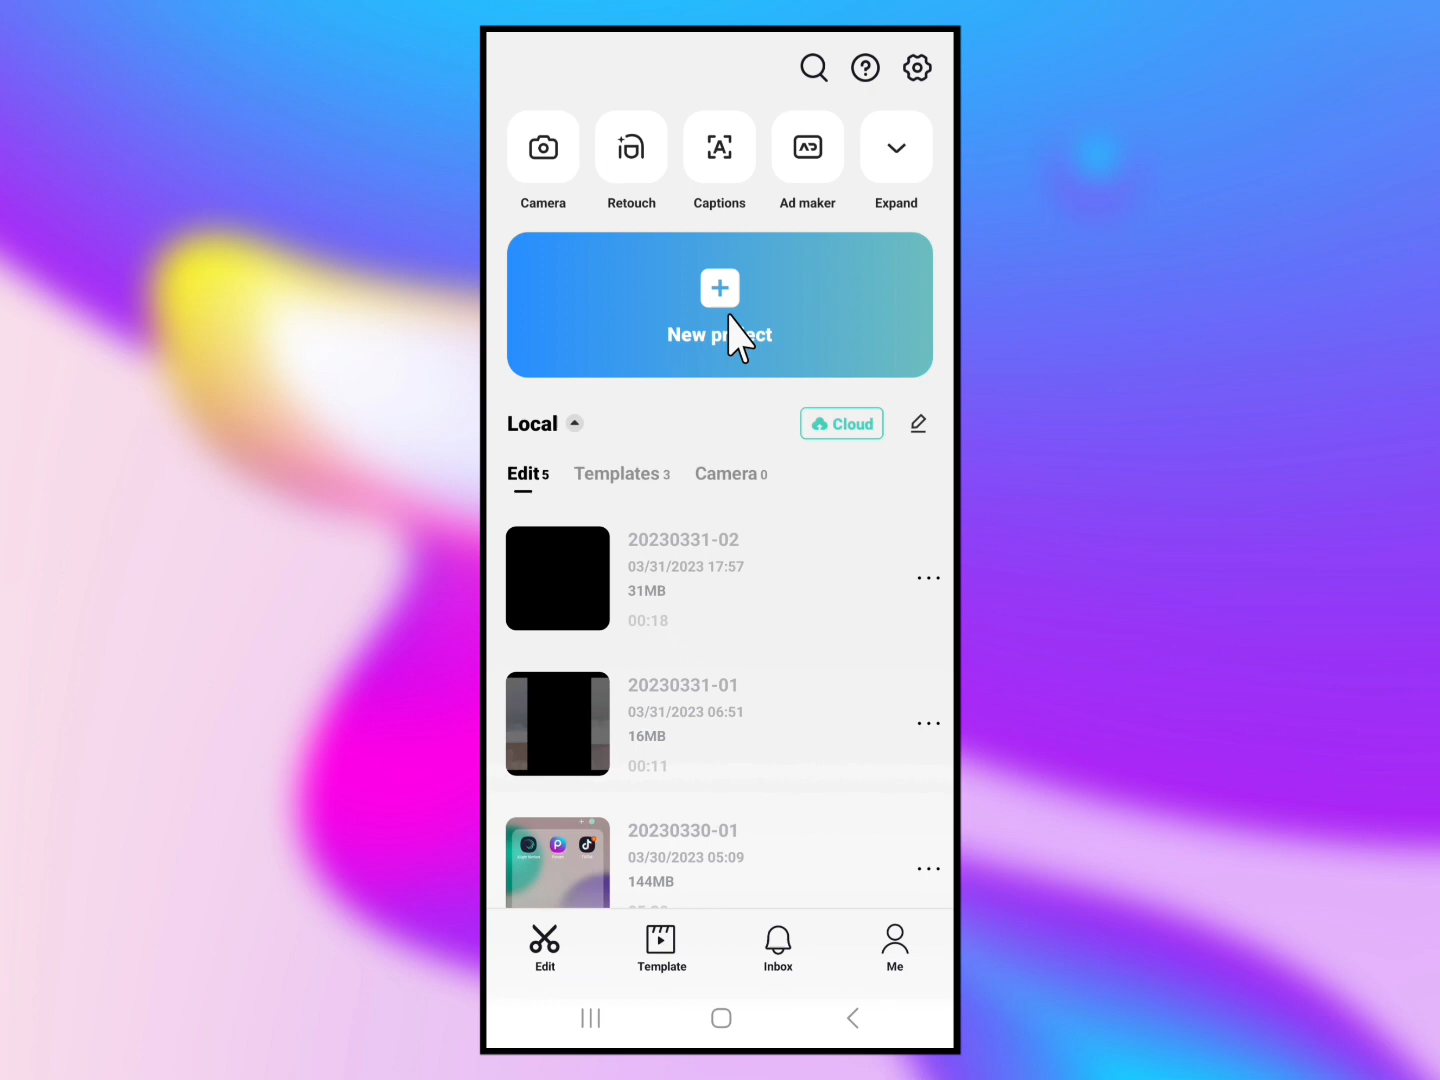 Camera
Retouch
Captions
Ad maker
Expand
Local
Cloud
Edit 5
Templates 3
Camera 0
20230331-02
03/31/2023 17:57
31MB
00:18
20230331-01
03/31/2023 06:51
16MB
00:11
20230330-01
03/30/2023 05:09
144MB
Edit
Template
Inbox
Me